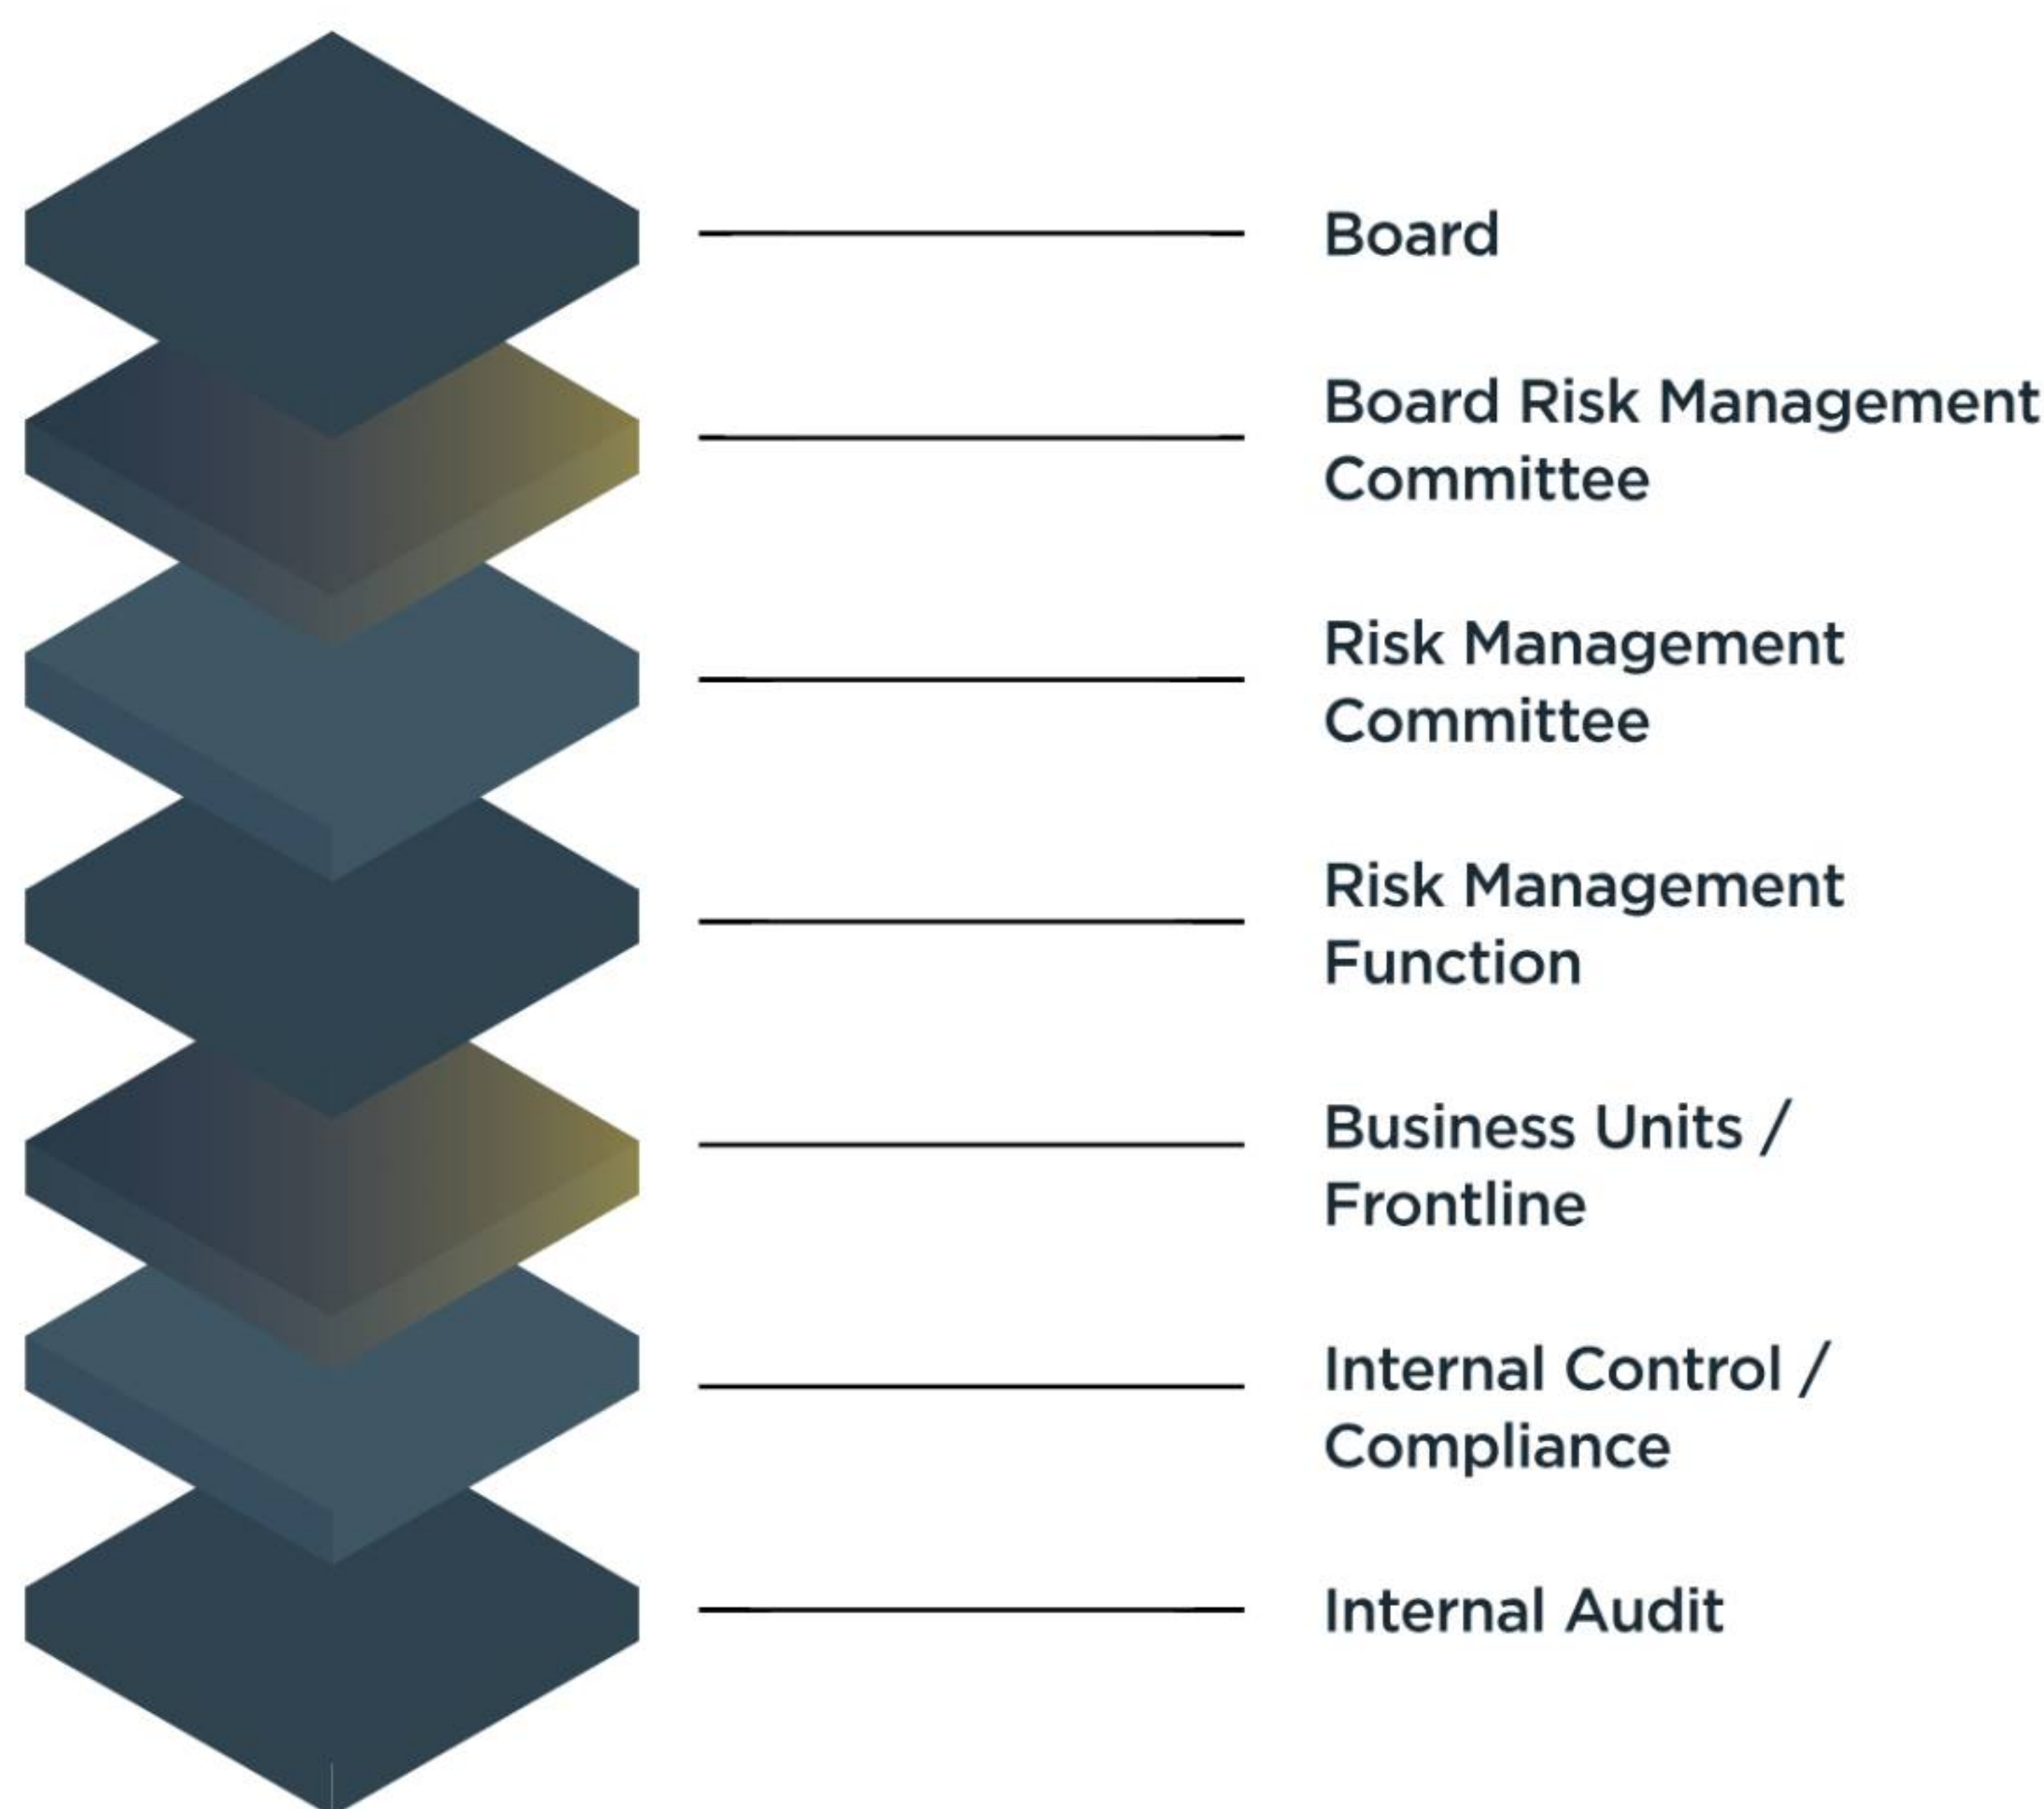 Board
Board Risk Management
Committee
Risk Management
Committee
Risk Management
Function
Business Units /
Frontline
Internal Control /
Compliance
Internal Audit